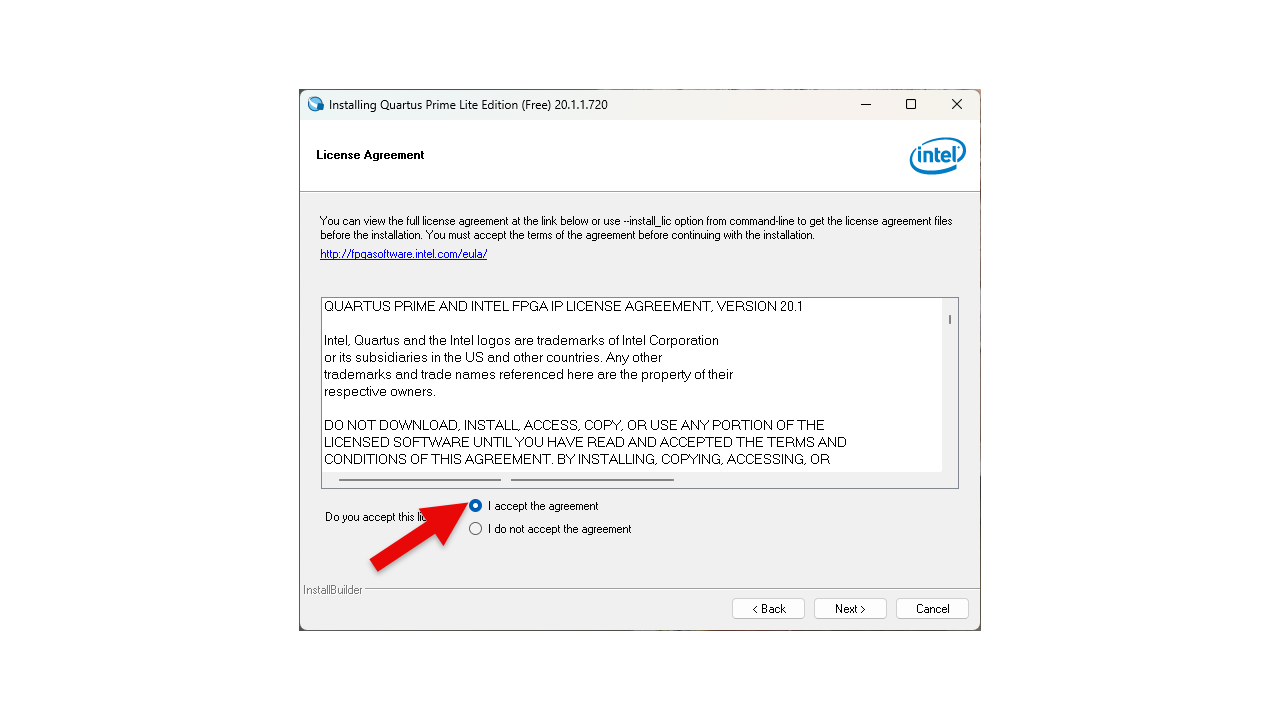 Installing Quartus Prime Lite Edition (Free) 20.1.1.720
License Agreement
intel
You can view the full license agreement at the link below or use --install_lic option from command-line to get the license agreement files
before the installation. You must accept the terms of the agreement before continuing with the installation.
http://fpgasoftware.intel.com/eula/
QUARTUS PRIME AND INTEL FPGA IP LICENSE AGREEMENT, VERSION 20.1
Intel, Quartus and the Intel logos are trademarks of Intel Corporation
or its subsidiaries in the US and other countries. Any other
trademarks and trade names referenced here are the property of their
respective owners.
DO NOT DOWNLOAD, INSTALL, ACCESS, COPY, OR USE ANY PORTION OF THE
LICENSED SOFTWARE UNTIL YOU HAVE READ AND ACCEPTED THE TERMS AND
CONDITIONS OF THIS AGREEMENT. BY INSTALLING, COPYING, ACCESSING, OR
I accept the agreement
Do you accept this
I do not accept the agreement
InstallBuilder
< Back
Next >
Cancel